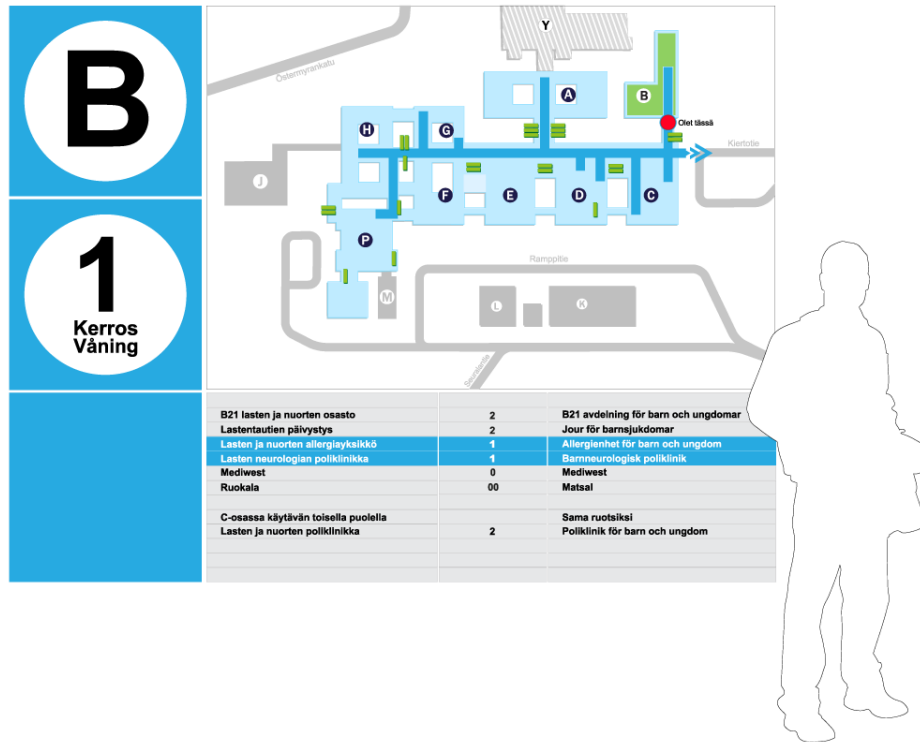 B
1
Kerros
Våning
Y
Östermyrankatu
A
B
Olet tässä
H
G
Kiertotie
J
F
E
D
C
P
Ramppitie
M
L
K
Seuralantie
B21 lasten ja nuorten osasto 2 B21 avdelning för barn och ungdomar
Lastentautien päivystys 2 Jour för barnsjukdomar
Lasten ja nuorten allergiayksikkö 1 Allergienhet för barn och ungdom
Lasten neurologian poliklinikka 1 Barnneurologisk poliklinik
Mediwest 0 Mediwest
Ruokala 00 Matsal
C-osassa käytävän toisella puolella Sama ruotsiksi
Lasten ja nuorten poliklinikka 2 Poliklinik för barn och ungdom